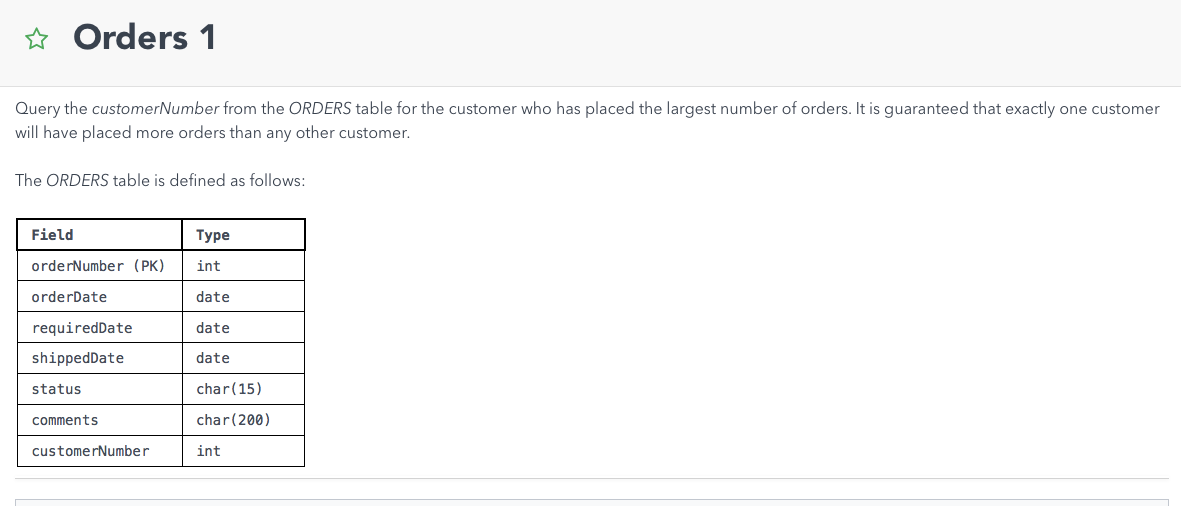 Orders 1
Query the customerNumber from the ORDERS table for the customer who has placed the largest number of orders. It is guaranteed that exactly one customer
will have placed more orders than any other customer.
The ORDERS table is defined as follows:
Field Type
orderNumber (PK) int
orderDate date
requiredDate date
shippedDate date
status char(15)
comments char(200)
customerNumber int